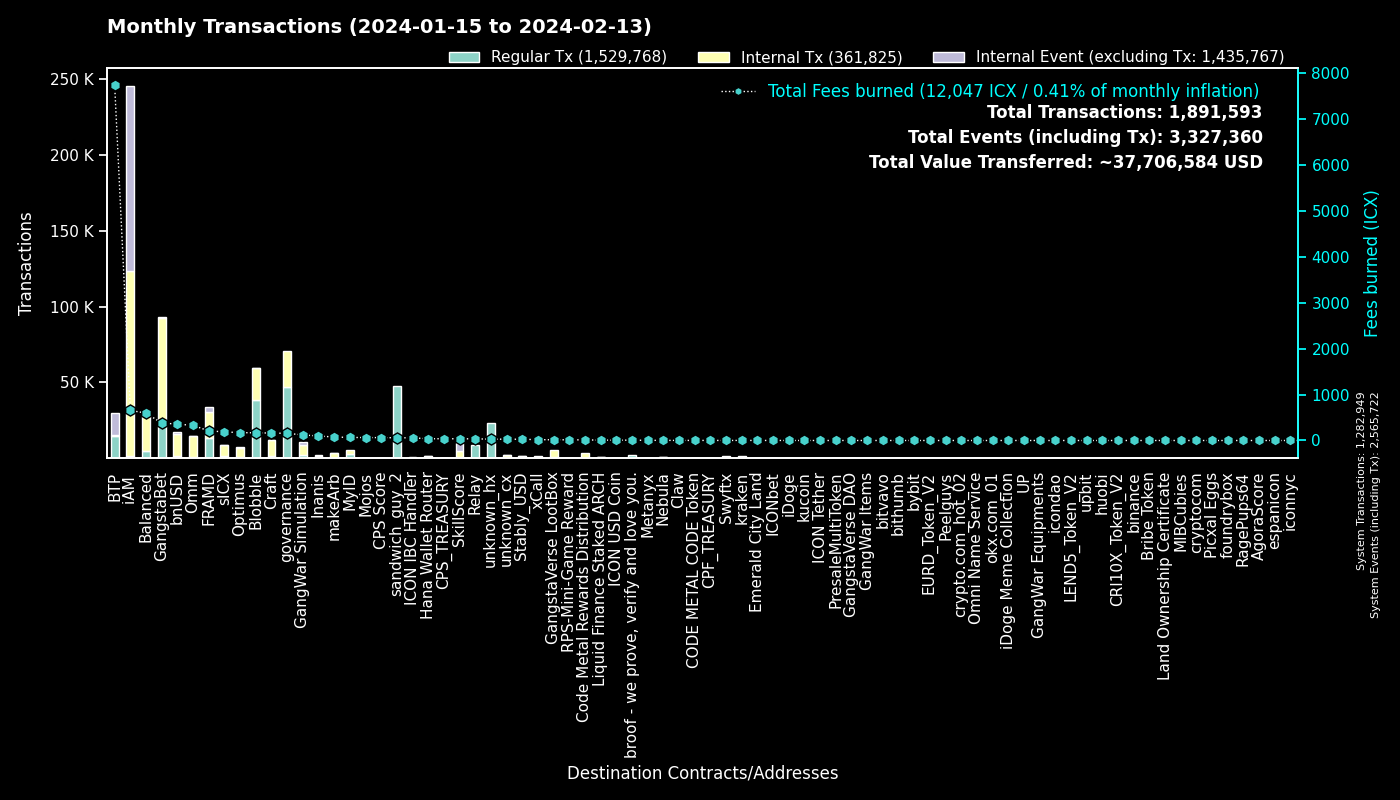 Monthly Transactions (2024-01-15 to 2024-02-13)
Regular Tx (1,529,768)
Internal Tx (361,825)
Internal Event (excluding Tx: 1,435,767)
Total Fees burned (12,047 ICX / 0.41% of monthly inflation)
Total Transactions: 1,891,593
Total Events (including Tx): 3,327,360
Total Value Transferred: ~37,706,584 USD
Transactions
250 K
200 K
150 K
100 K
50 K
8000
7000
6000
5000
4000
3000
2000
1000
0
Fees burned (ICX)
System Transactions: 1,282,949
System Events (including Tx): 2,565,722
BTP
iAM
Balanced
GangstaBet
bnUSD
Omm
FRAMD
sICX
Optimus
Blobble
Craft
governance
GangWar Simulation
Inanis
makeArb
MyID
Mojos
CPS Score
sandwich_guy_2
ICON IBC Handler
Hana Wallet Router
CPS_TREASURY
SkillScore
Relay
unknown_hx
unknown_cx
Stably_USD
xCall
GangstaVerse LootBox
RPS-Mini-Game Reward
Code Metal Rewards Distribution
Liquid Finance Staked ARCH
ICON USD Coin
broof - we prove, verify and love you.
Metanyx
Nebula
Claw
CODE METAL CODE Token
CPF_TREASURY
Swyftx
kraken
Emerald City Land
ICONbet
iDoge
kucoin
ICON Tether
PresaleMultiToken
GangstaVerse DAO
GangWar Items
bitvavo
bithumb
bybit
EURD_Token_V2
Peelguys
crypto.com_hot_02
Omni Name Service
okx.com_01
iDoge Meme Collection
UP
GangWar Equipments
icondao
LEND5_Token_V2
upbit
huobi
CRI10X_Token_V2
binance
Bribe Token
Land Ownership Certificate
MIBCubies
cryptocom
Picxal Eggs
foundrybox
RagePups64
AgoraScore
espanicon
iconnyc
Destination Contracts/Addresses